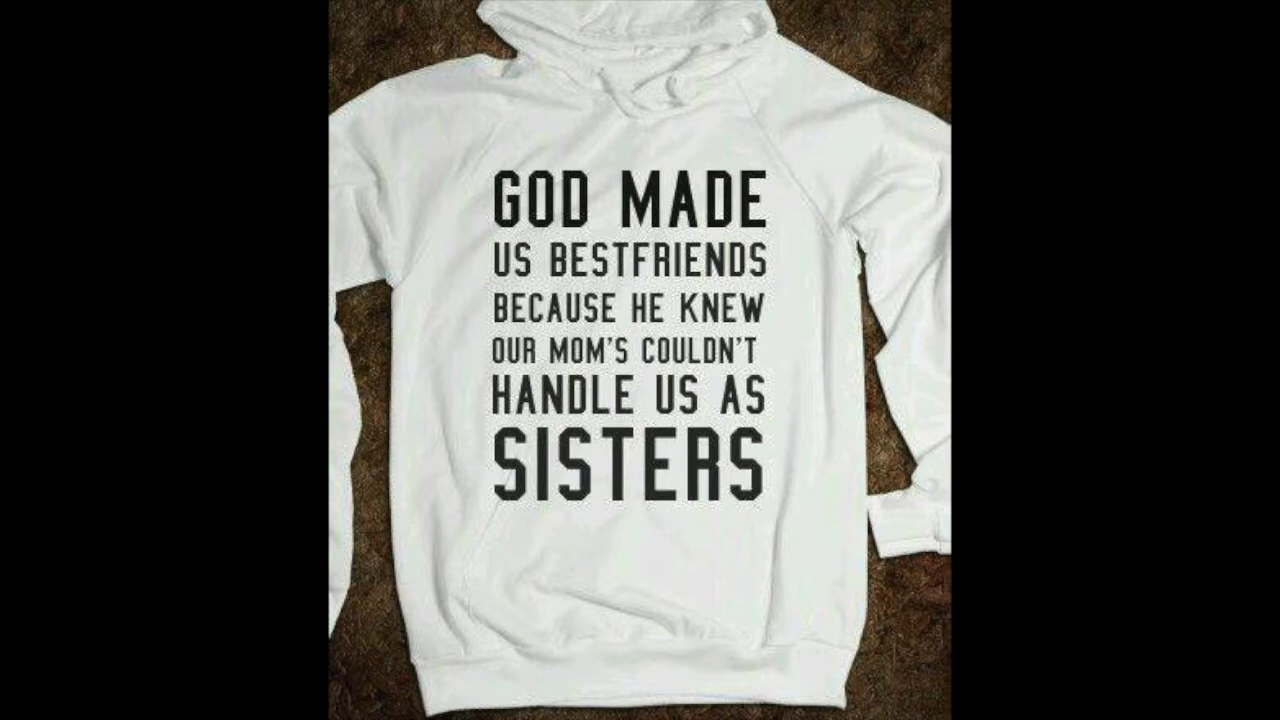 GOD MADE
US BESTFRIENDS
BECAUSE HE KNEW
OUR MOM'S COULDN'T
HANDLE US AS
SISTERS